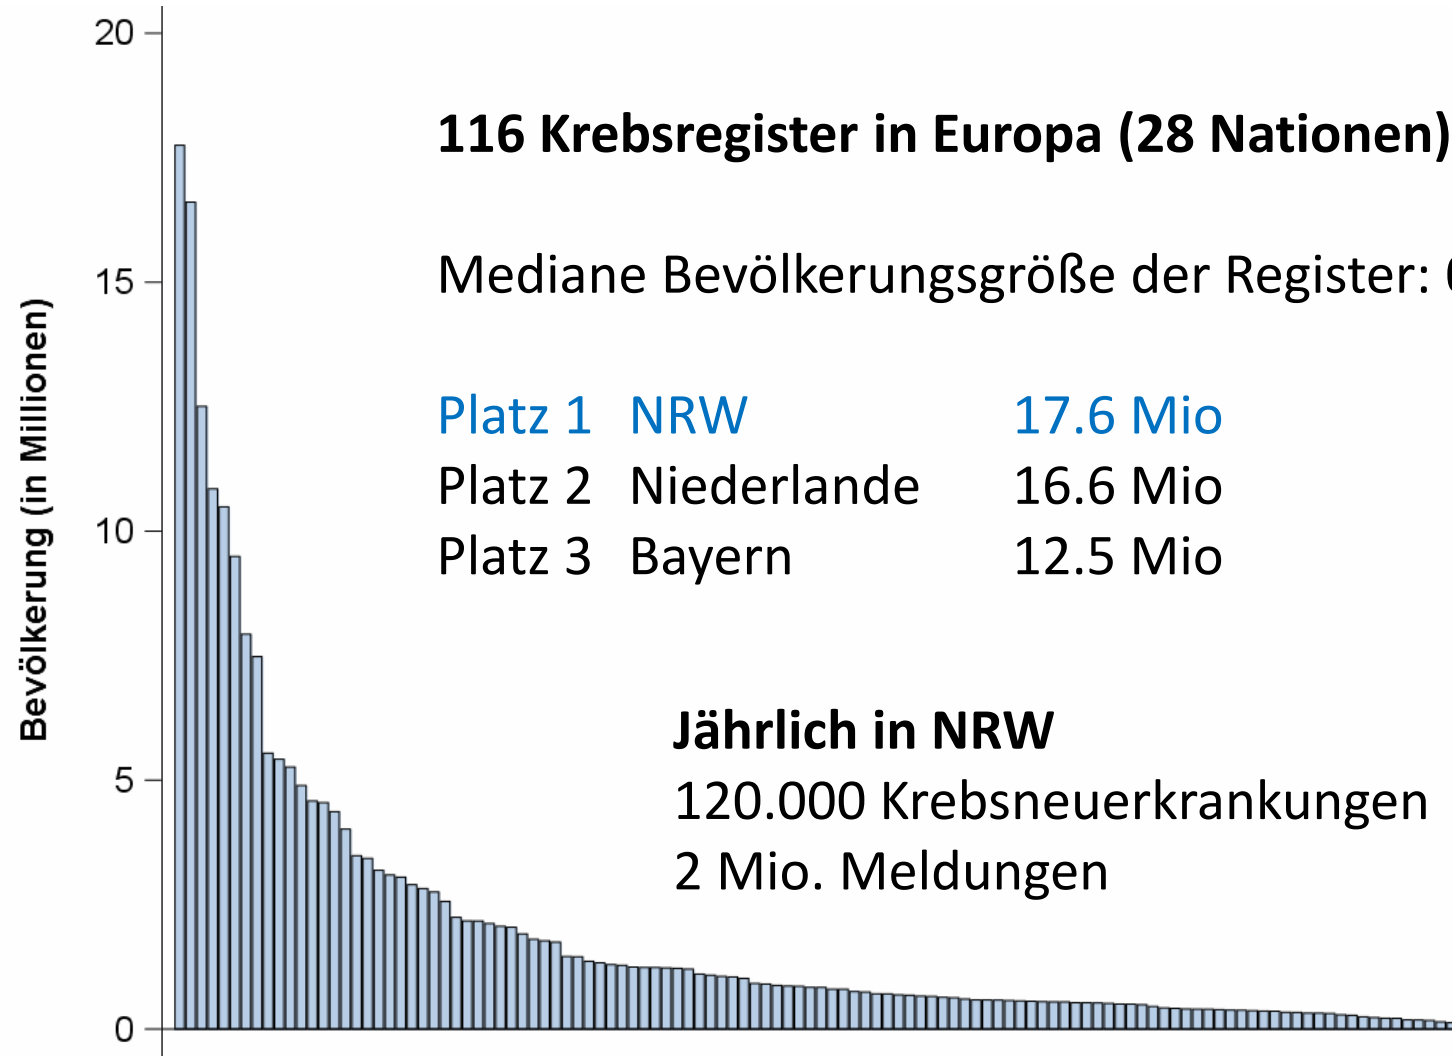 20
15
10
5
0
Bevölkerung (in Millionen)
116 Krebsregister in Europa (28 Nationen)
Mediane Bevölkerungsgröße der Register:
Platz 1 NRW 17.6 Mio
Platz 2 Niederlande 16.6 Mio
Platz 3 Bayern 12.5 Mio
Jährlich in NRW
120.000 Krebsneuerkrankungen
2 Mio. Meldungen